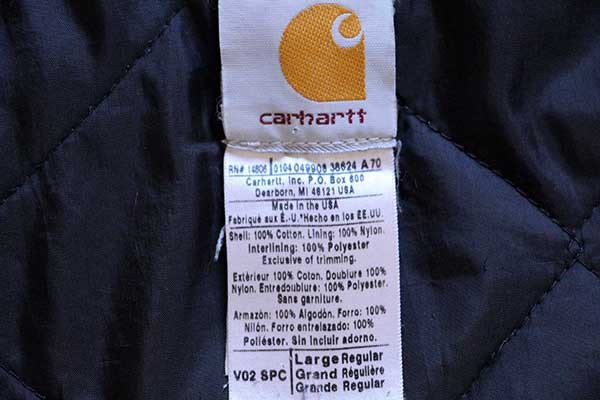 carhartt
RN# 14806 0104 049906 38624 A 70
Carhartt, Inc. P.O. Box 600
Dearborn, MI 48121 USA
Made in the USA
Fabriqué aux É.-U. *Hecho en los EE.UU.
Shell: 100% Cotton. Lining: 100% Nylon.
Interlining: 100% Polyester
Exclusive of trimming.
Extérieur 100% Coton. Doublure 100%
Nylon. Entredoublure: 100% Polyester.
Sans garniture.
Armazón: 100% Algodón. Forro: 100%
Nilón. Forro entrelazado: 100%
Poliéster. Sin incluir adorno.
V02 SPC
Large Regular
Grand Régulière
Grande Regular